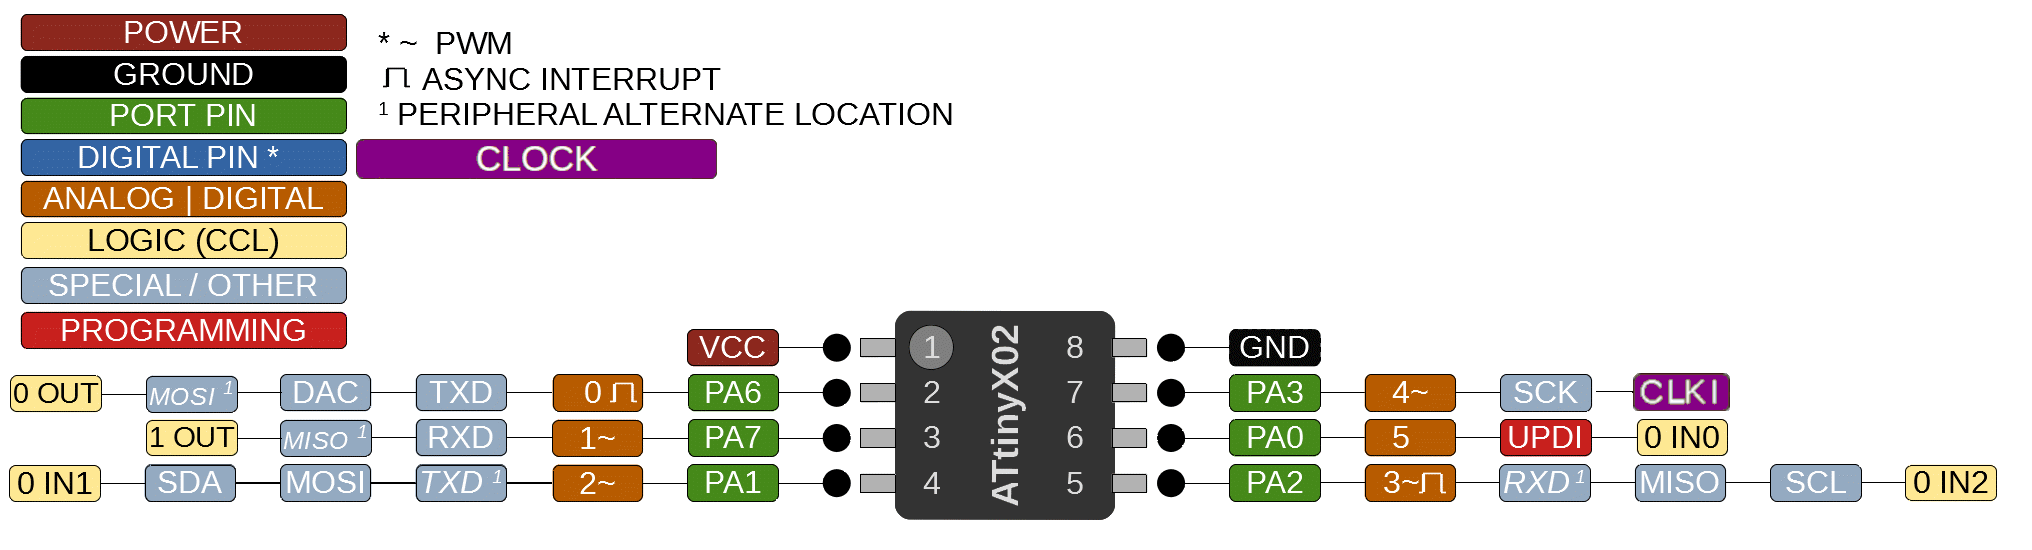 POWER
GROUND
PORT PIN
DIGITAL PIN *
ANALOG | DIGITAL
LOGIC (CCL)
SPECIAL / OTHER
PROGRAMMING
* ~ PWM
ASYNC INTERRUPT
¹ PERIPHERAL ALTERNATE LOCATION
CLOCK
VCC 1 8 GND
0 OUT MOSI ¹ DAC TXD 0 PA6 2 7 PA3 4~ SCK CLKI
1 OUT MISO ¹ RXD 1~ PA7 3 6 PA0 5 UPDI 0 IN0
0 IN1 SDA MOSI TXD ¹ 2~ PA1 4 5 PA2 3~ RXD ¹ MISO SCL 0 IN2
ATtinyX02